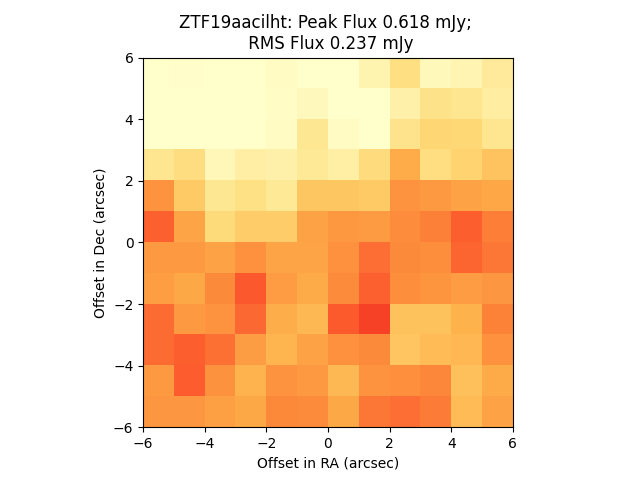 ZTF19aacilht: Peak Flux 0.618 mJy;
RMS Flux 0.237 mJy
6
4
2
0
−2
−4
−6
Offset in Dec (arcsec)
−6 −4 −2 0 2 4 6
Offset in RA (arcsec)